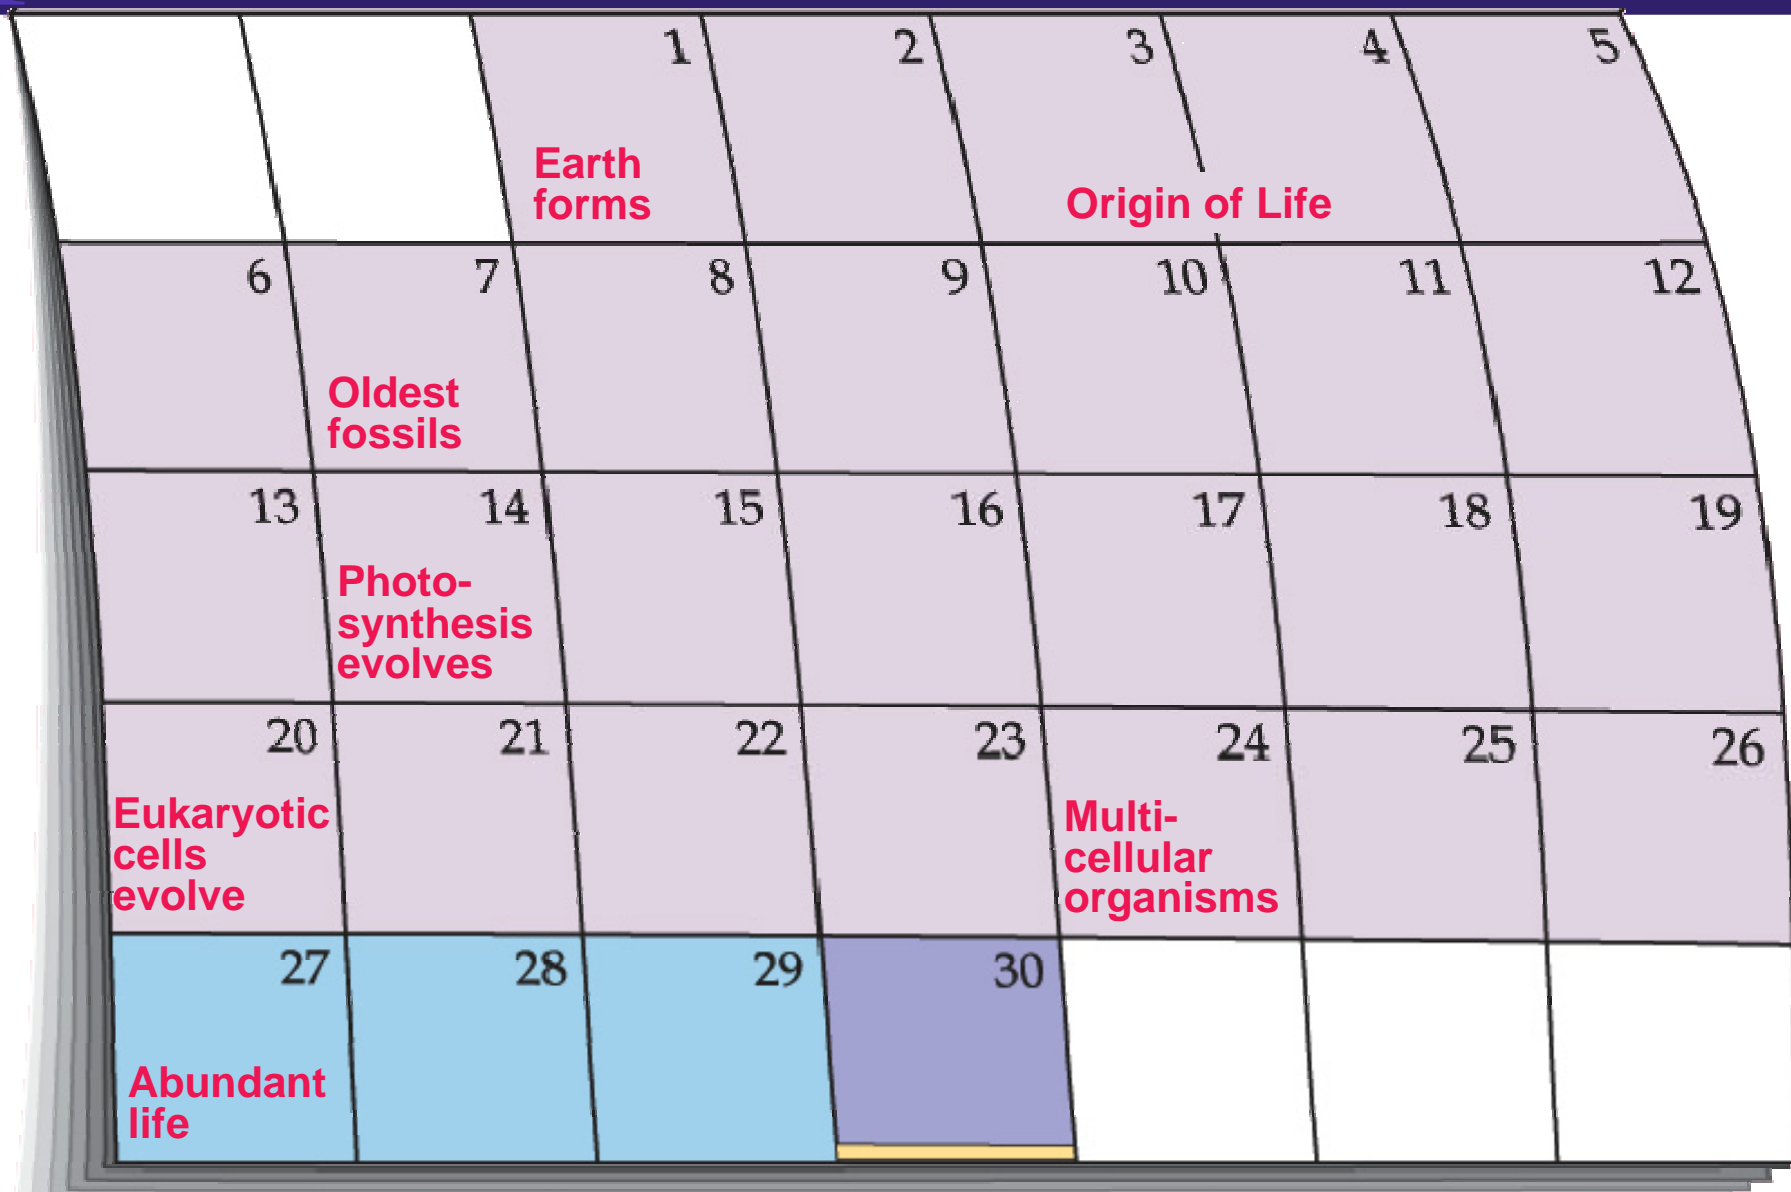 1 2 3 4 5
Earth
forms
Origin of Life
6 7 8 9 10 11 12
Oldest
fossils
13 14 15 16 17 18 19
Photo-
synthesis
evolves
20 21 22 23 24 25 26
Eukaryotic
cells
evolve
Multi-
cellular
organisms
27 28 29 30
Abundant
life